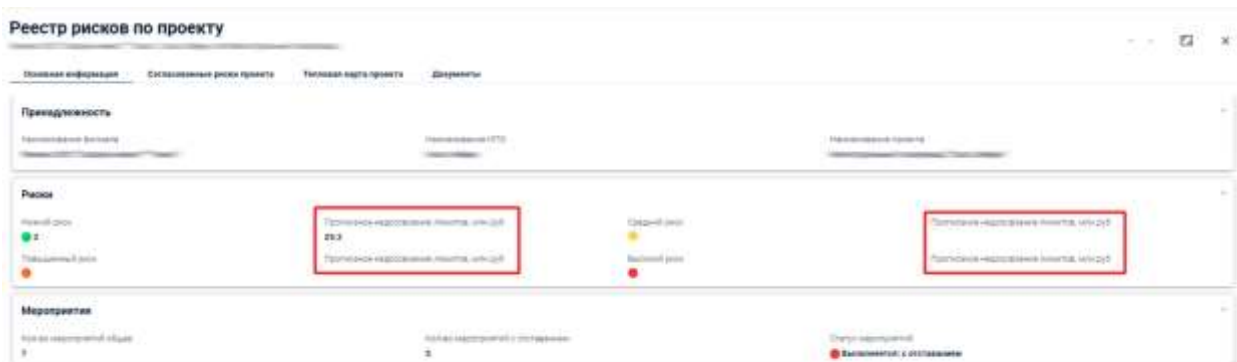 Реестр рисков по проекту
Основная информация Согласованные риски проекта Тепловая карта проекта Документы
Принадлежность
Наименование филиала Наименование проекта
Риски
Низкий риск Прогнозное недоосвоение лимитов, млн руб Средний риск Прогнозное недоосвоение лимитов, млн руб
2 29.3
Повышенный риск Прогнозное недоосвоение лимитов, млн руб Высокий риск Прогнозное недоосвоение лимитов, млн руб
Мероприятия
Кол-во мероприятий общее Кол-во мероприятий с отставанием Статус мероприятий
Выполняется: с отставанием